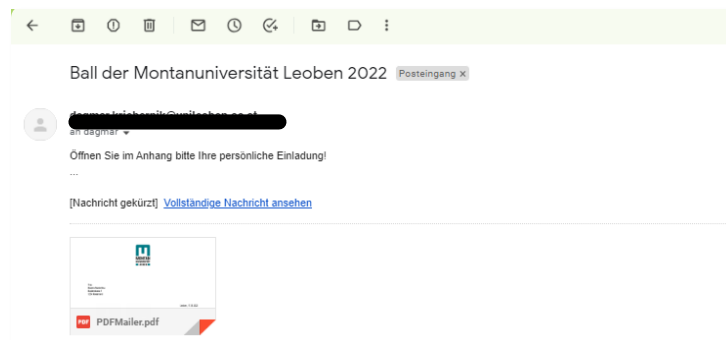 Ball der Montanuniversität Leoben 2022 Posteingang ×
an dagmar
Öffnen Sie im Anhang bitte Ihre persönliche Einladung!
...
[Nachricht gekürzt] Vollständige Nachricht ansehen
PDF PDFMailer.pdf